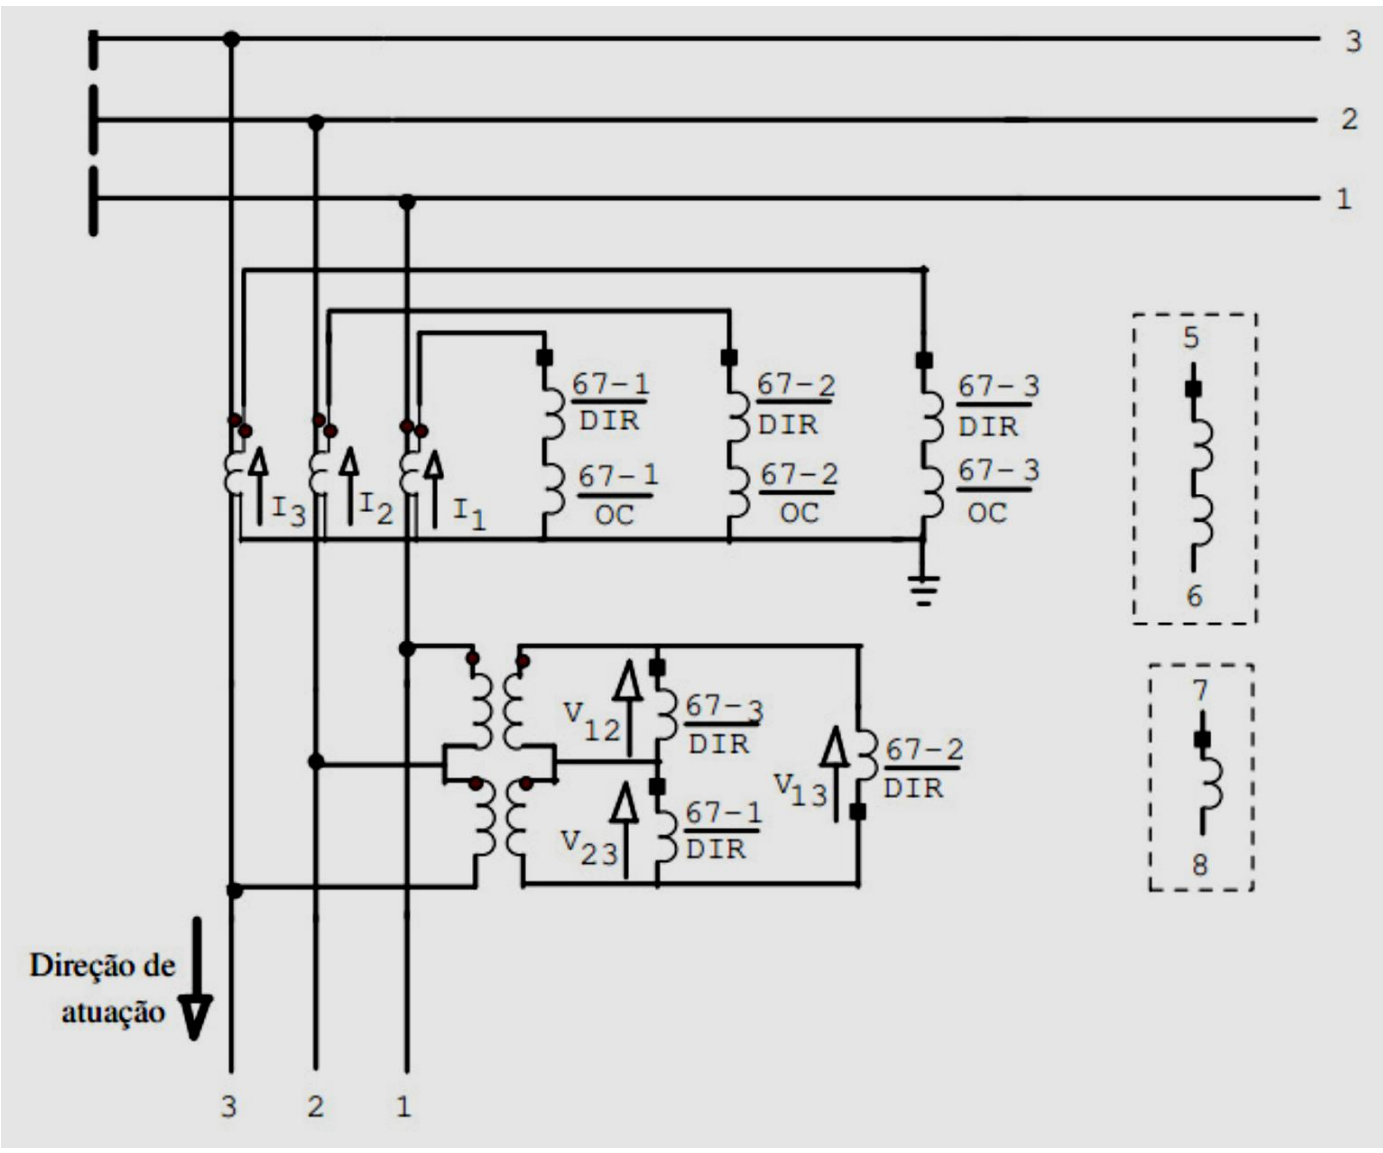 3
2
1
67-1
DIR
67-2
DIR
67-3
DIR
5
67-1
OC
67-2
OC
67-3
OC
I3
I2
I1
6
V12
67-3
DIR
7
V13
67-2
DIR
V23
67-1
DIR
8
Direção de
atuação
3 2 1